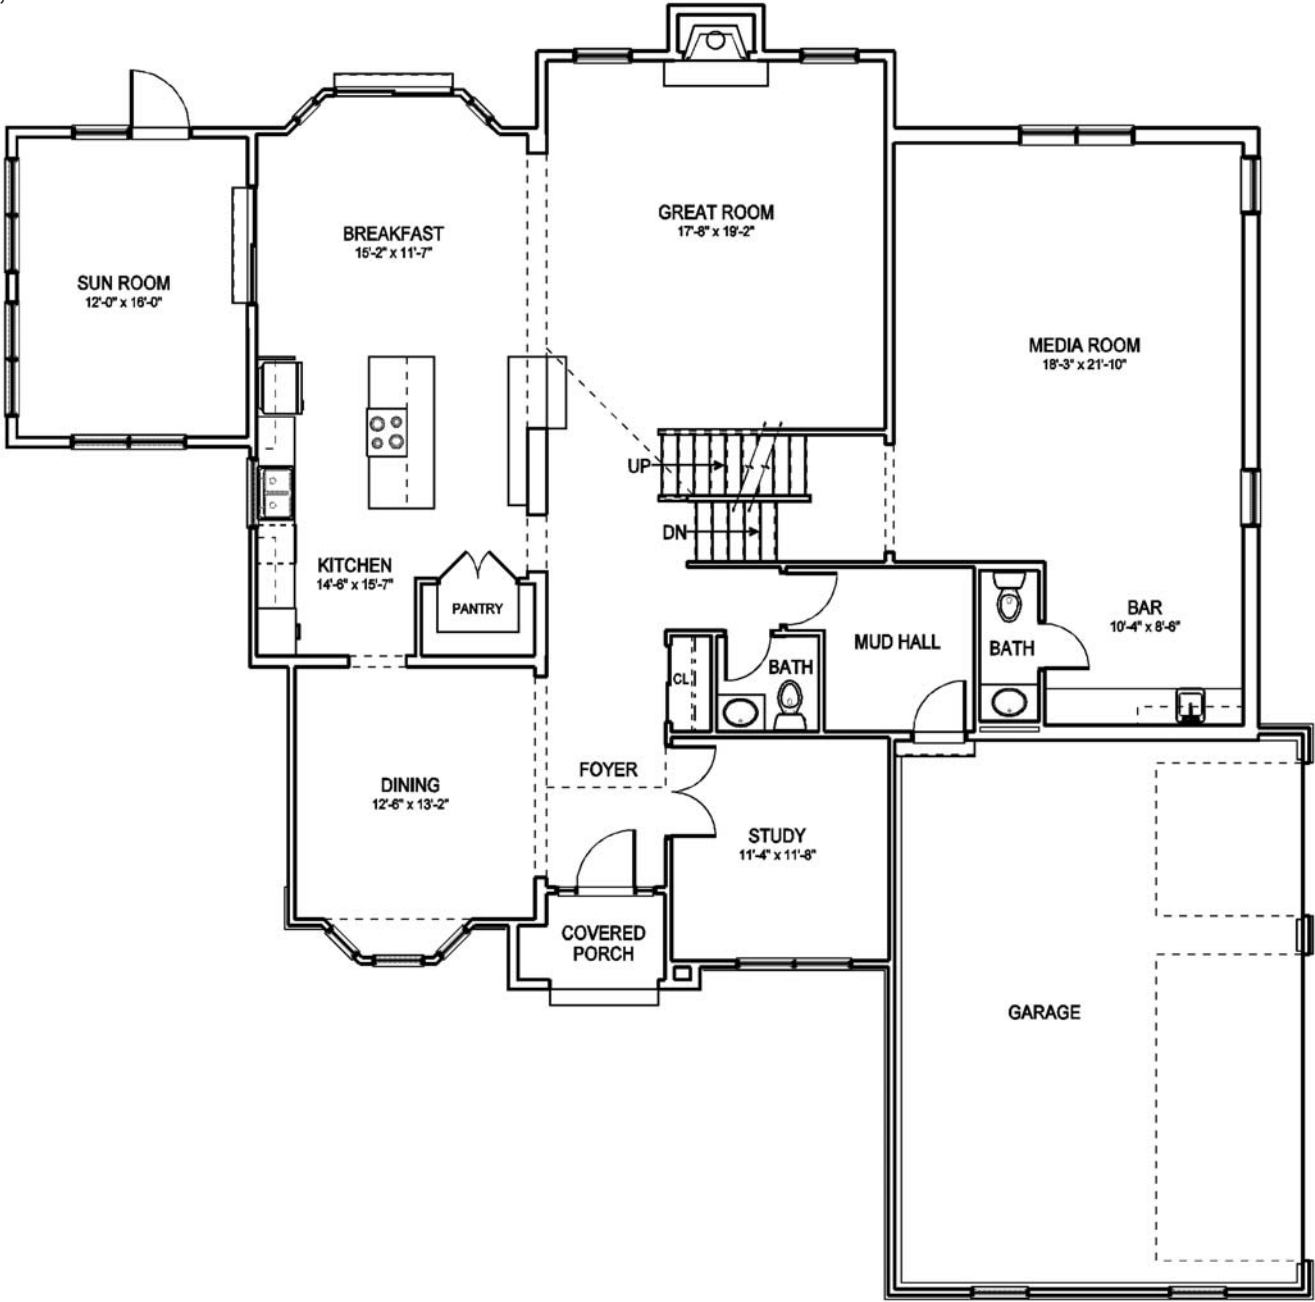 GREAT ROOM
17'-8" x 19'-2"
BREAKFAST
15'-2" x 11'-7"
SUN ROOM
12'-0" x 16'-0"
MEDIA ROOM
18'-3" x 21'-10"
UP
DN
KITCHEN
14'-6" x 15'-7"
PANTRY
BAR
10'-4" x 8'-6"
MUD HALL
BATH
BATH
CL
FOYER
DINING
12'-6" x 13'-2"
STUDY
11'-4" x 11'-8"
COVERED
PORCH
GARAGE